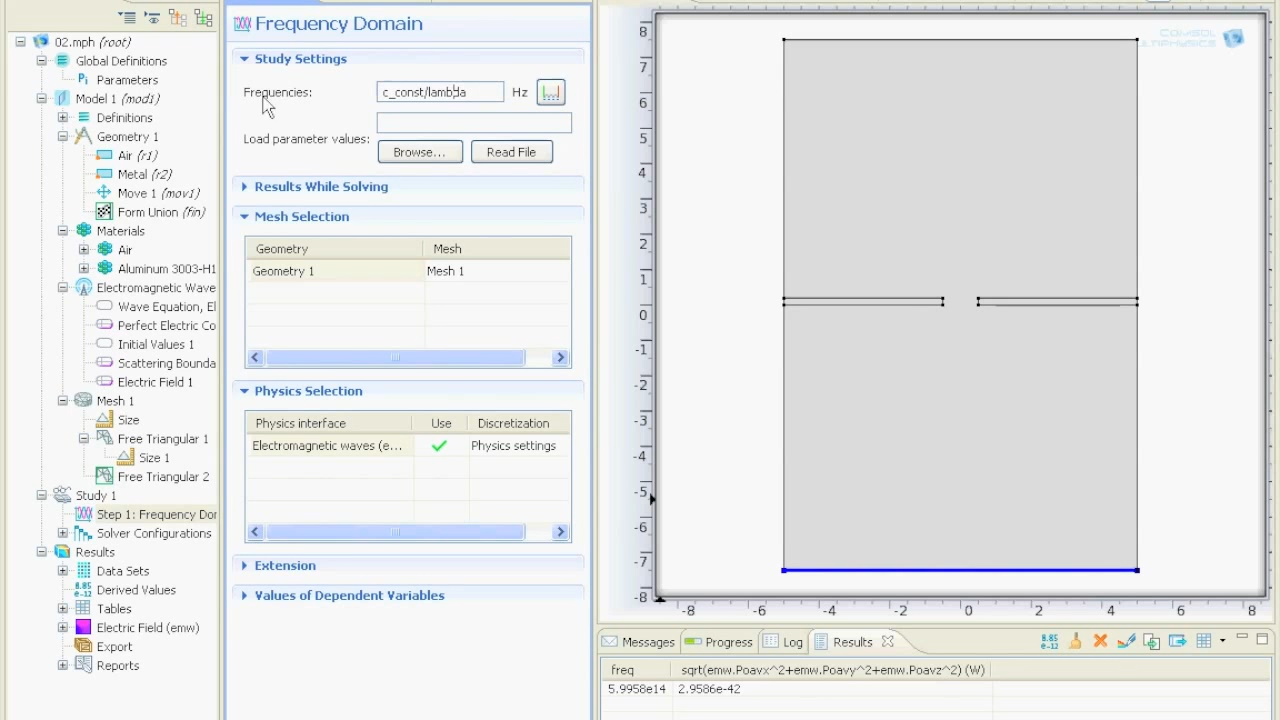 02.mph (root)
Global Definitions
Parameters
Model 1 (mod1)
Definitions
Geometry 1
Air (r1)
Metal (r2)
Move 1 (mov1)
Form Union (fin)
Materials
Air
Aluminum 3003-H1
Electromagnetic Wave
Wave Equation, El
Perfect Electric Co
Initial Values 1
Scattering Bounda
Electric Field 1
Mesh 1
Size
Free Triangular 1
Size 1
Free Triangular 2
Study 1
Step 1: Frequency Dor
Solver Configurations
Results
Data Sets
8.85
e-12
Derived Values
Tables
Electric Field (emw)
Export
Reports
Frequency Domain
Study Settings
Frequencies: c_const/lambda Hz
Load parameter values:
Browse... Read File
Results While Solving
Mesh Selection
Geometry Mesh
Geometry 1 Mesh 1
Physics Selection
Physics interface Use Discretization
Electromagnetic waves (e... Physics settings
Extension
Values of Dependent Variables
COMSOL
8
7
6
5
4
3
2
1
0
-1
-2
-3
-4
-5
-6
-7
-8
-8 -6 -4 -2 0 2 4 6 8
Messages Progress Log Results
8.85
e-12
freq sqrt(emw.Poavx^2+emw.Poavy^2+emw.Poavz^2) (W)
5.9958e14 2.9586e-42